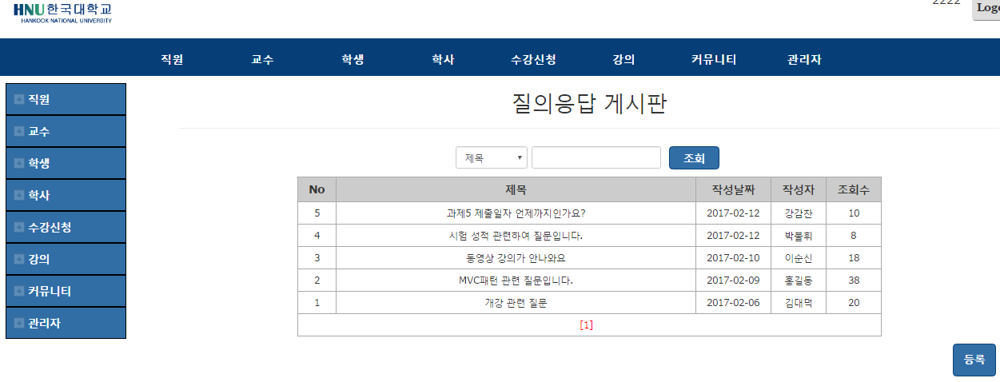 HNU 한국대학교
HANKOOK NATIONAL UNIVERSITY
2222
직원 교수 학생 학사 수강신청 강의 커뮤니티 관리자
직원
교수
학생
학사
수강신청
강의
커뮤니티
관리자
질의응답 게시판
제목 조회
No 제목 작성날짜 작성자 조회수
5 과제5 제출일자 언제까지인가요? 2017-02-12 강감찬 10
4 시험 성적 관련하여 질문입니다. 2017-02-12 박불휘 8
3 동영상 강의가 안나와요 2017-02-10 이순신 18
2 MVC패턴 관련 질문입니다. 2017-02-09 홍길동 38
1 개강 관련 질문 2017-02-06 김대덕 20
[1]
등록